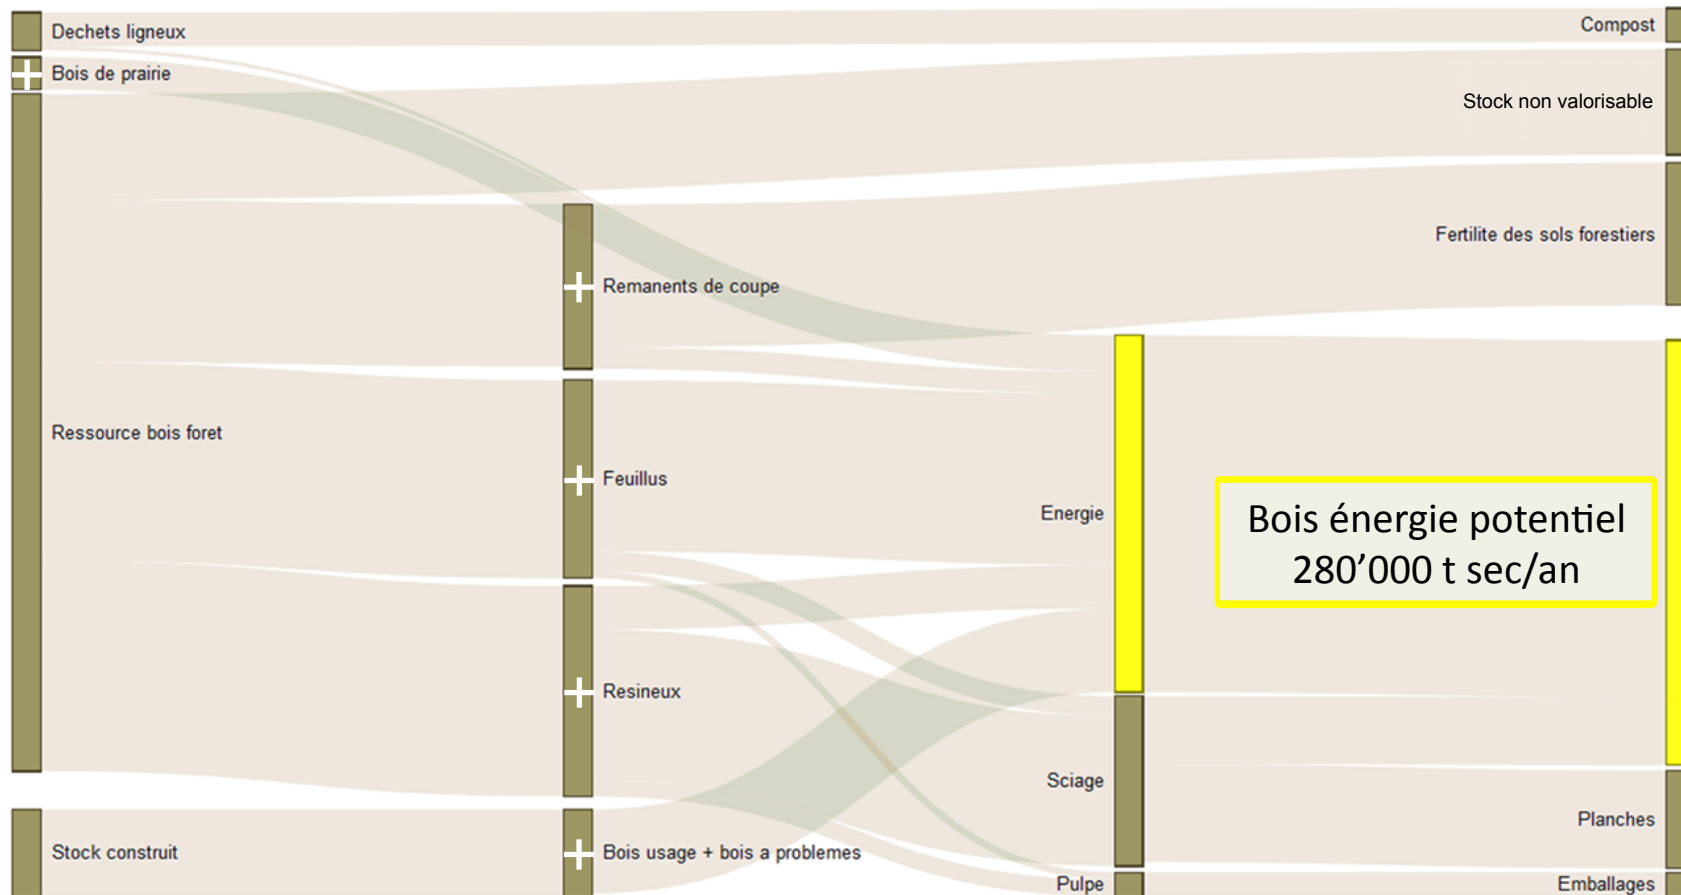 Dechets ligneux
Compost
Bois de prairie
Stock non valorisable
Fertilite des sols forestiers
Remanents de coupe
Ressource bois foret
Feuillus
Energie
Bois énergie potentiel
280’000 t sec/an
Resineux
Sciage
Planches
Stock construit
Bois usage + bois a problemes
Pulpe
Emballages